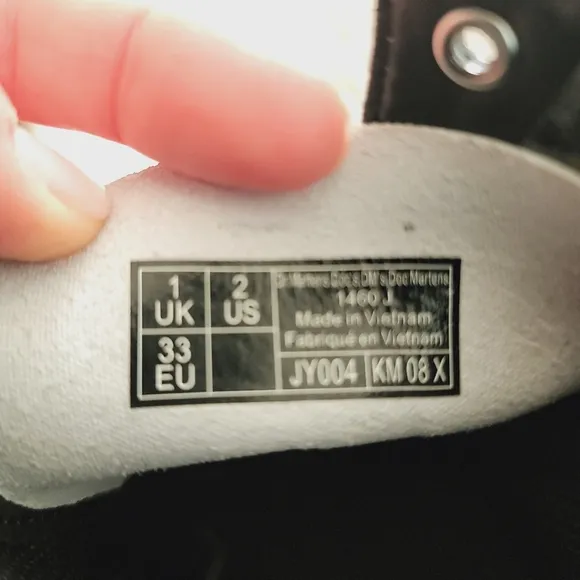 1 UK
2 US
33 EU
Dr. Martens Doc's DM's Doc Martens
1460 J
Made in Vietnam
Fabriqué en Vietnam
JY004
KM 08 X